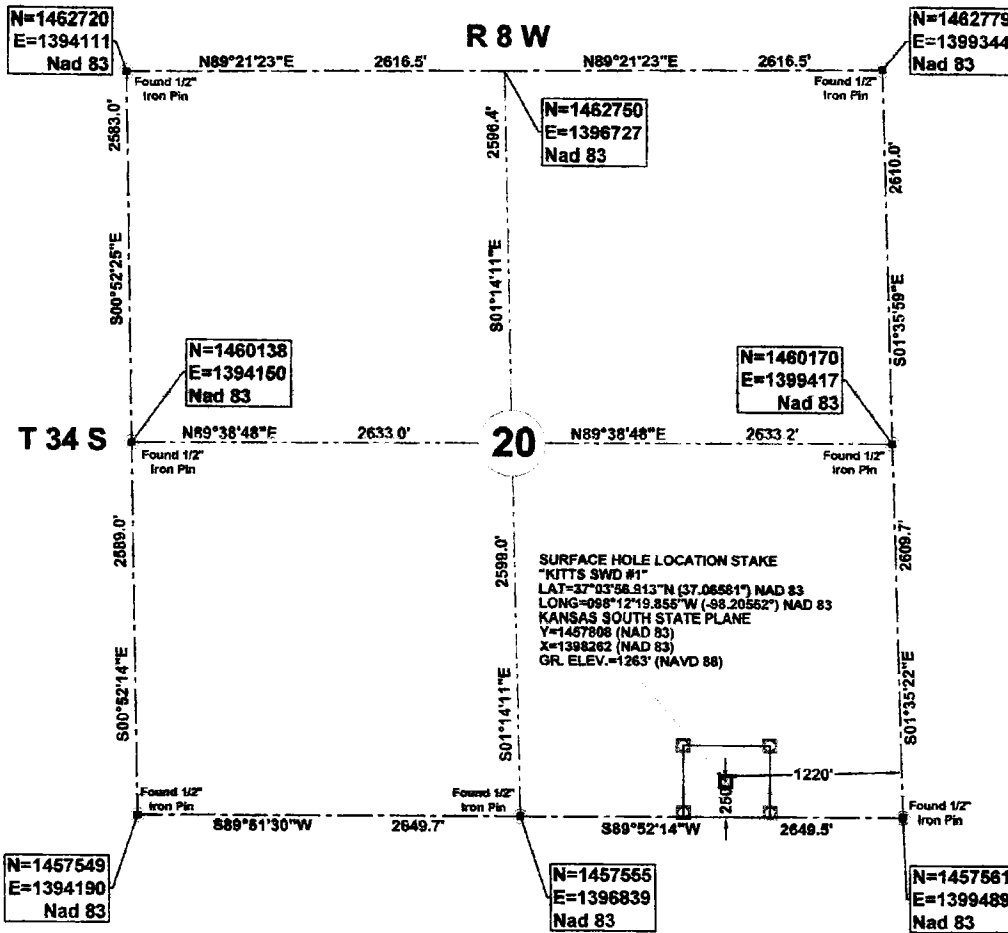 N=1462720
E=1394111
Nad 83
R 8 W
N=1462779
E=1399344
Nad 83
N89°21'23"E 2616.5' N89°21'23"E 2616.5'
Found 1/2"
Iron Pin
Found 1/2"
Iron Pin
N=1462750
E=1396727
Nad 83
2583.0'
S00°52'25"E
2596.4'
S01°14'11"E
2610.0'
S01°35'59"E
N=1460138
E=1394150
Nad 83
N=1460170
E=1399417
Nad 83
T 34 S
N89°38'48"E 2633.0'
20
N89°38'48"E 2633.2'
Found 1/2"
Iron Pin
Found 1/2"
Iron Pin
2589.0'
S00°52'14"E
2599.0'
S01°14'11"E
2609.7'
S01°35'22"E
SURFACE HOLE LOCATION STAKE
"KITTS SWD #1"
LAT=37°03'56.913"N (37.06581°) NAD 83
LONG=098°12'19.855"W (-98.20552°) NAD 83
KANSAS SOUTH STATE PLANE
Y=1457808 (NAD 83)
X=1398262 (NAD 83)
GR. ELEV.=1263' (NAVD 88)
1220'
250'
Found 1/2"
Iron Pin
Found 1/2"
Iron Pin
Found 1/2"
Iron Pin
S89°51'30"W 2649.7'
S89°52'14"W 2649.5'
N=1457549
E=1394190
Nad 83
N=1457555
E=1396839
Nad 83
N=1457561
E=1399489
Nad 83